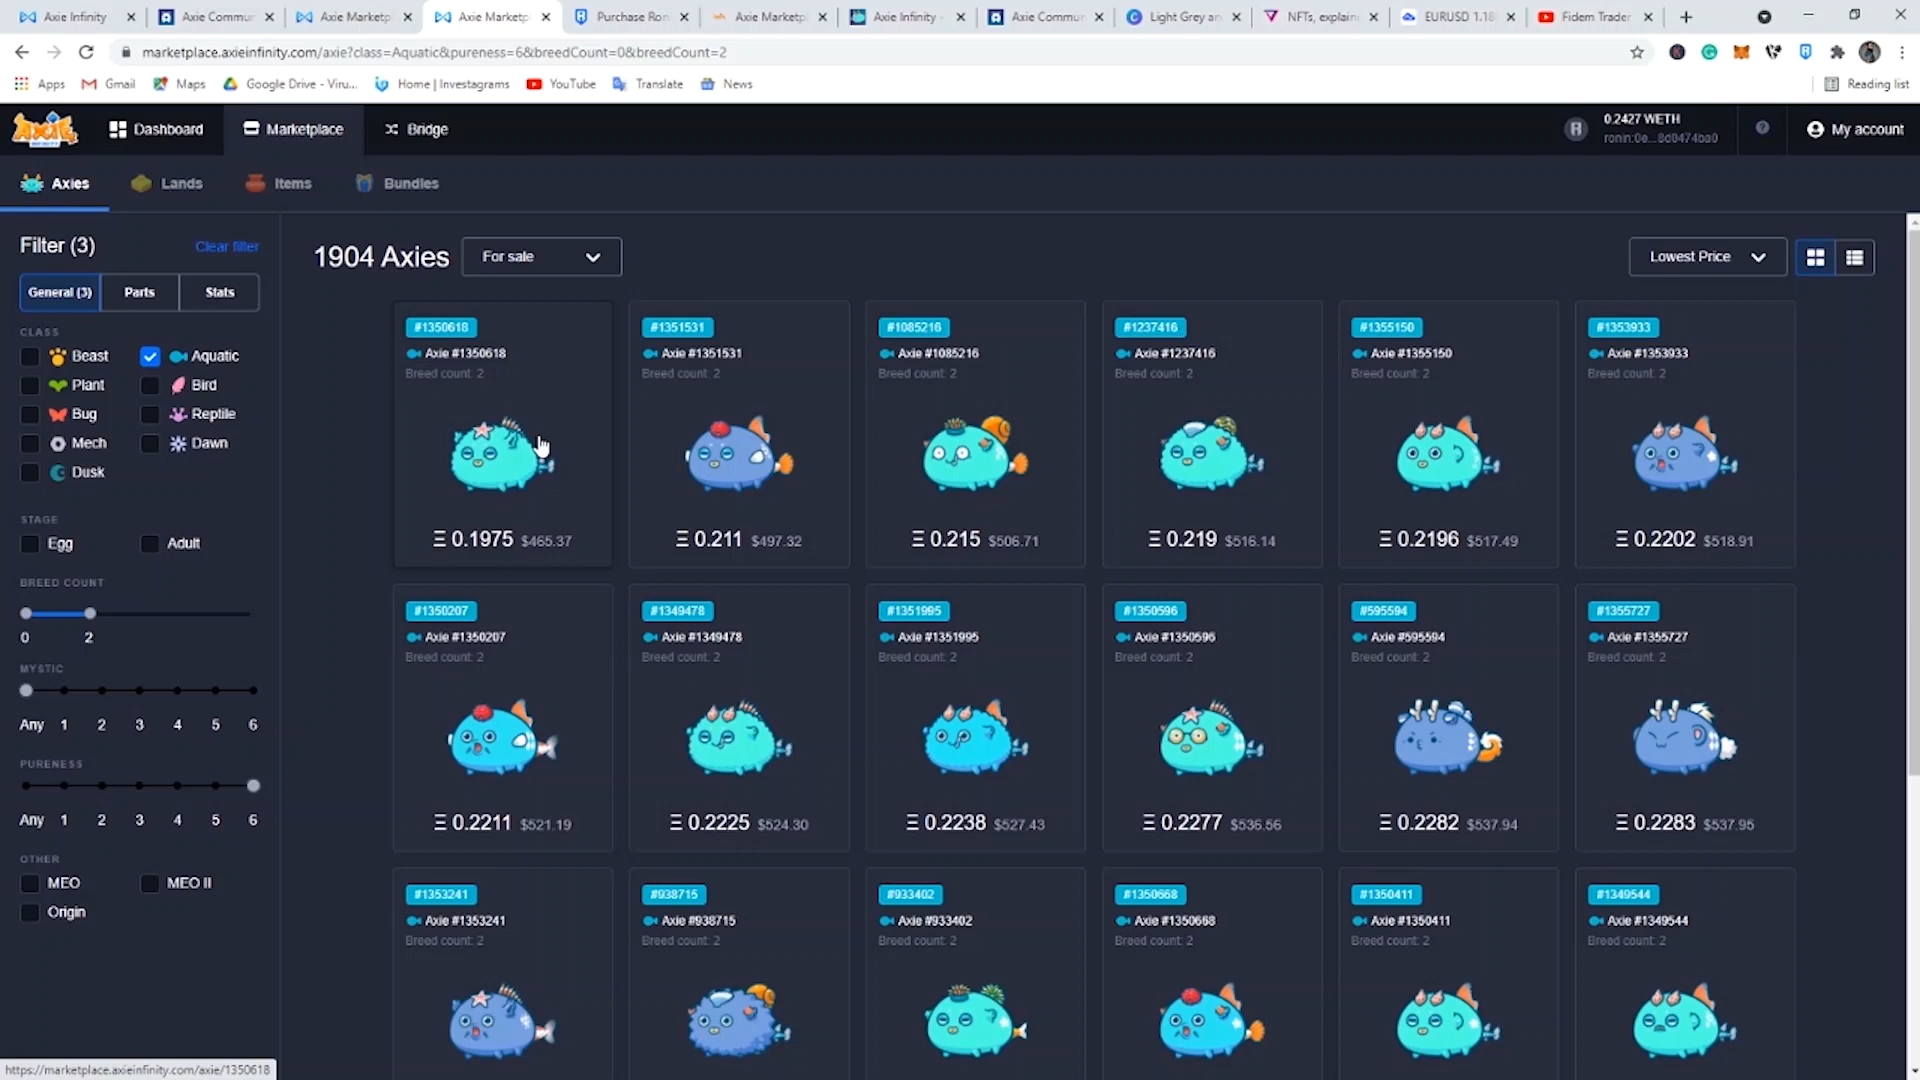 Axie Infinity
Axie Commun
Axie Marketpl
Axie Marketp
Purchase Ron
Axie Marketpl
Axie Infinity -
Axie Commun
Light Grey an
NFTs, explain
EURUSD 1.18
Fidem Trader
marketplace.axieinfinity.com/axie?class=Aquatic&pureness=6&breedCount=0&breedCount=2
Apps
Gmail
Maps
Google Drive - Viru...
Home | Investagrams
YouTube
Translate
News
Reading list
AXIE
INFINITY
Dashboard
Marketplace
Bridge
0.2427 WETH
ronin:0e...8d0474ba0
?
My account
Axies
Lands
Items
Bundles
Filter (3)
Clear filter
General (3)
Parts
Stats
CLASS
Beast
Aquatic
Plant
Bird
Bug
Reptile
Mech
Dawn
Dusk
STAGE
Egg
Adult
BREED COUNT
0
2
MYSTIC
Any 1 2 3 4 5 6
PURENESS
Any 1 2 3 4 5 6
OTHER
MEO
MEO II
Origin
1904 Axies
For sale
Lowest Price
#1350618
Axie #1350618
Breed count: 2
Ξ 0.1975 $465.37
#1351531
Axie #1351531
Breed count: 2
Ξ 0.211 $497.32
#1085216
Axie #1085216
Breed count: 2
Ξ 0.215 $506.71
#1237416
Axie #1237416
Breed count: 2
Ξ 0.219 $516.14
#1355150
Axie #1355150
Breed count: 2
Ξ 0.2196 $517.49
#1353933
Axie #1353933
Breed count: 2
Ξ 0.2202 $518.91
#1350207
Axie #1350207
Breed count: 2
Ξ 0.2211 $521.19
#1349478
Axie #1349478
Breed count: 2
Ξ 0.2225 $524.30
#1351995
Axie #1351995
Breed count: 2
Ξ 0.2238 $527.43
#1350596
Axie #1350596
Breed count: 2
Ξ 0.2277 $536.56
#595594
Axie #595594
Breed count: 2
Ξ 0.2282 $537.94
#1355727
Axie #1355727
Breed count: 2
Ξ 0.2283 $537.95
#1353241
Axie #1353241
Breed count: 2
#938715
Axie #938715
Breed count: 2
#933402
Axie #933402
Breed count: 2
#1350668
Axie #1350668
Breed count: 2
#1350411
Axie #1350411
Breed count: 2
#1349544
Axie #1349544
Breed count: 2
https://marketplace.axieinfinity.com/axie/1350618